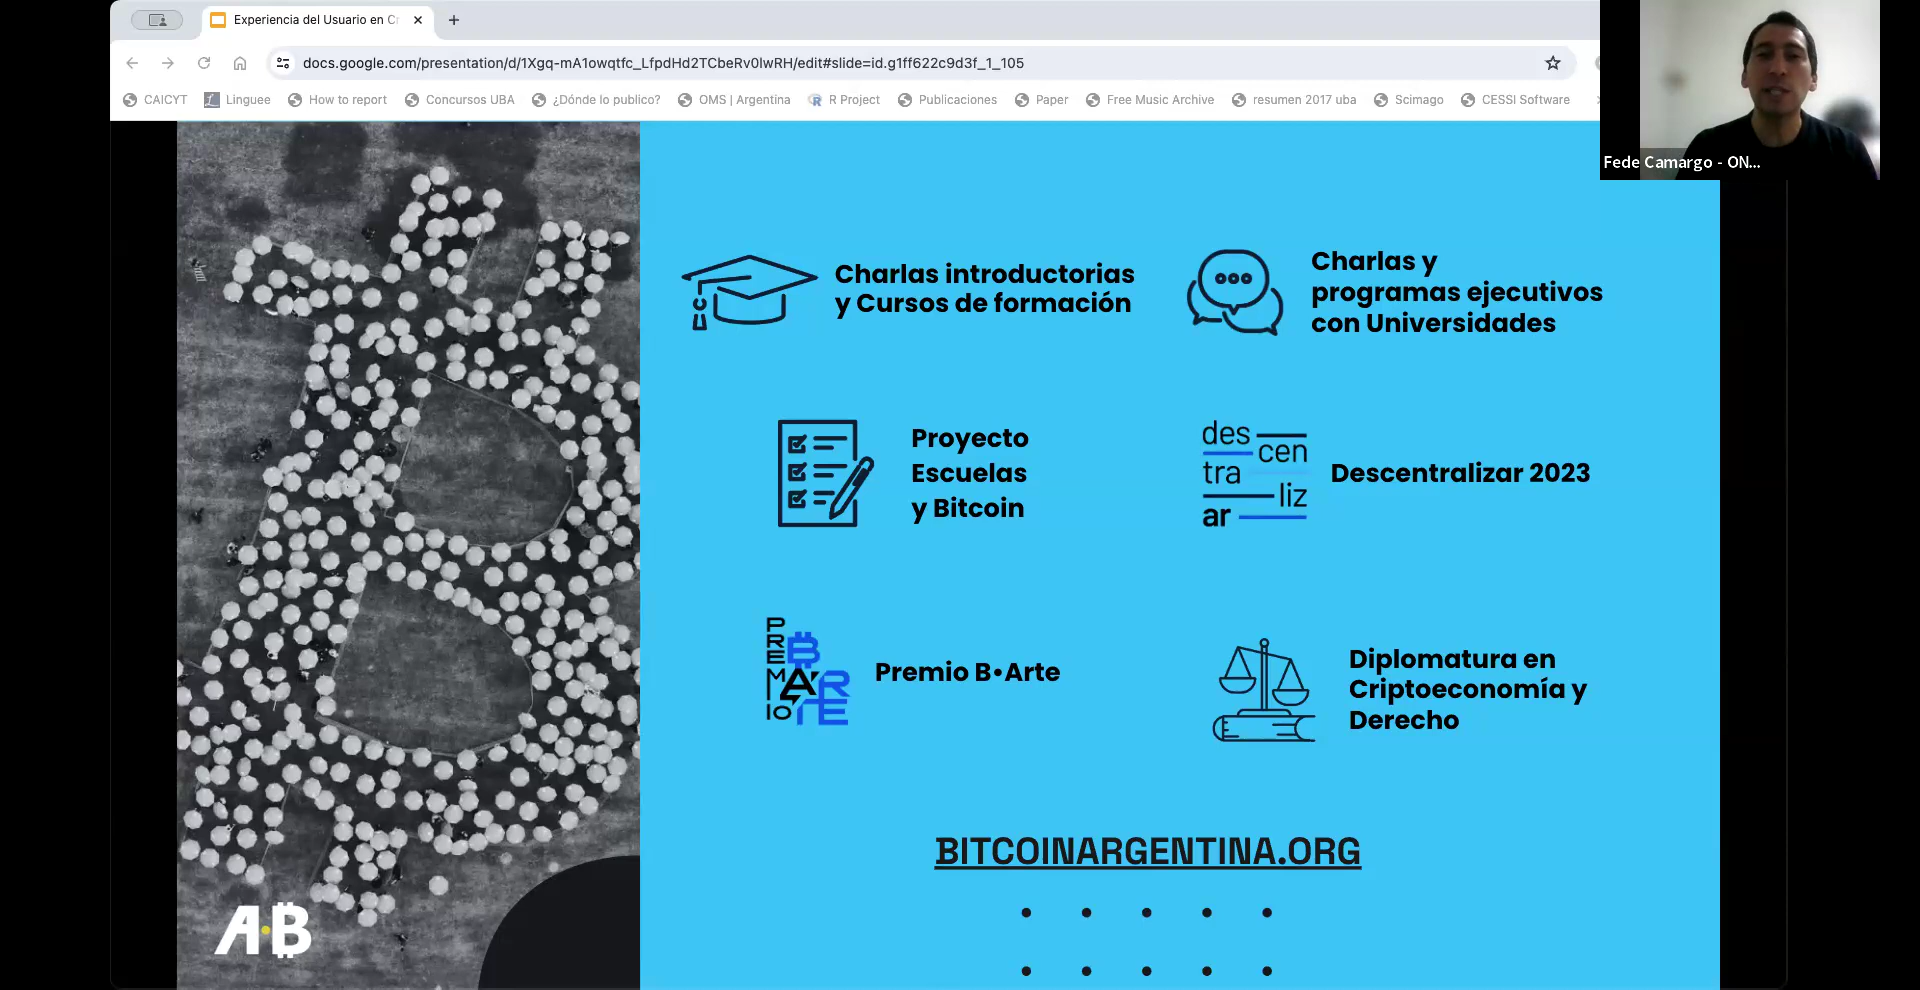 Experiencia del Usuario en Cr
docs.google.com/presentation/d/1Xgq-mA1owqtfc_LfpdHd2TCbeRv0lwRH/edit#slide=id.g1ff622c9d3f_1_105
CAICYT
Linguee
How to report
Concursos UBA
¿Dónde lo publico?
OMS | Argentina
R Project
Publicaciones
Paper
Free Music Archive
resumen 2017 uba
Scimago
CESSI Software
Fede Camargo - ON...
Charlas introductorias
y Cursos de formación
Charlas y
programas ejecutivos
con Universidades
Proyecto
Escuelas
y Bitcoin
des
cen
tra
liz
ar
Descentralizar 2023
PREMIO
B
AR
TE
Premio B•Arte
Diplomatura en
Criptoeconomía y
Derecho
BITCOINARGENTINA.ORG
A·B